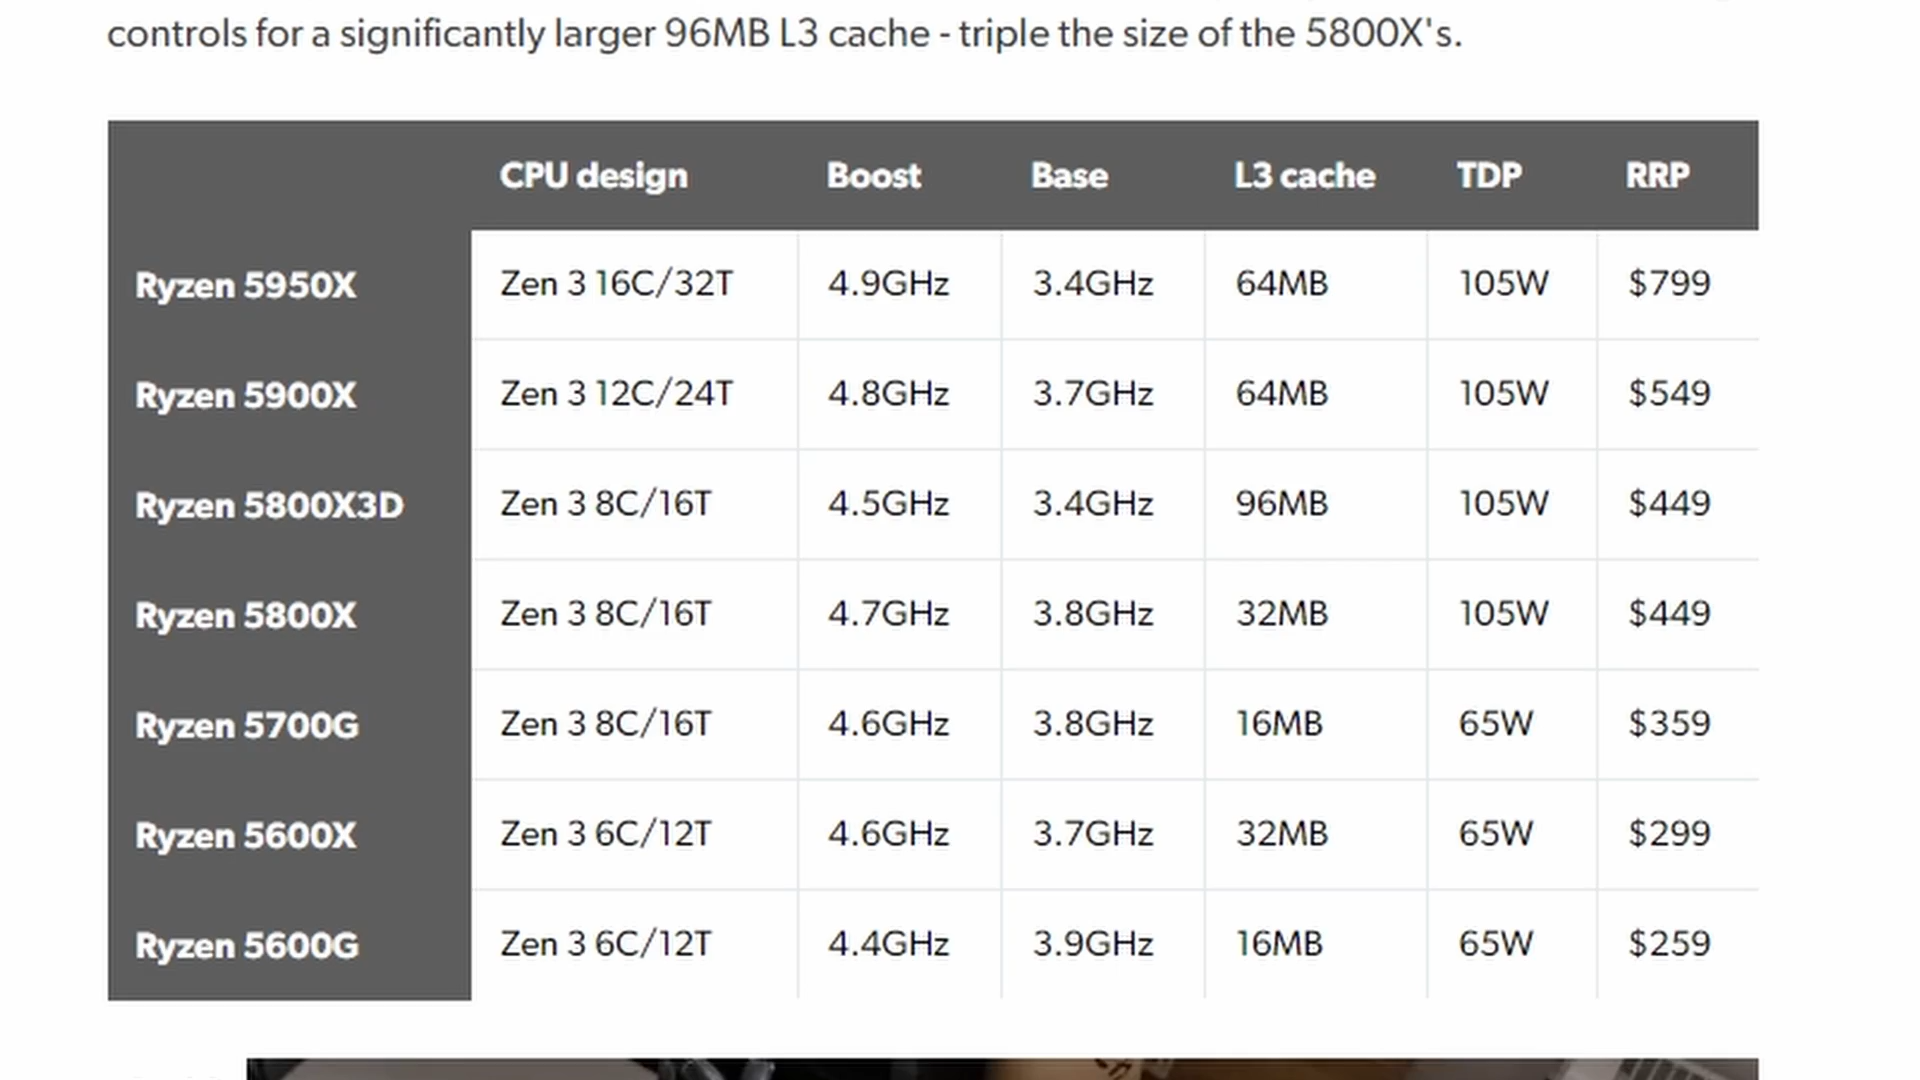 controls for a significantly larger 96MB L3 cache - triple the size of the 5800X's.
CPU design Boost Base L3 cache TDP RRP
Ryzen 5950X Zen 3 16C/32T 4.9GHz 3.4GHz 64MB 105W $799
Ryzen 5900X Zen 3 12C/24T 4.8GHz 3.7GHz 64MB 105W $549
Ryzen 5800X3D Zen 3 8C/16T 4.5GHz 3.4GHz 96MB 105W $449
Ryzen 5800X Zen 3 8C/16T 4.7GHz 3.8GHz 32MB 105W $449
Ryzen 5700G Zen 3 8C/16T 4.6GHz 3.8GHz 16MB 65W $359
Ryzen 5600X Zen 3 6C/12T 4.6GHz 3.7GHz 32MB 65W $299
Ryzen 5600G Zen 3 6C/12T 4.4GHz 3.9GHz 16MB 65W $259